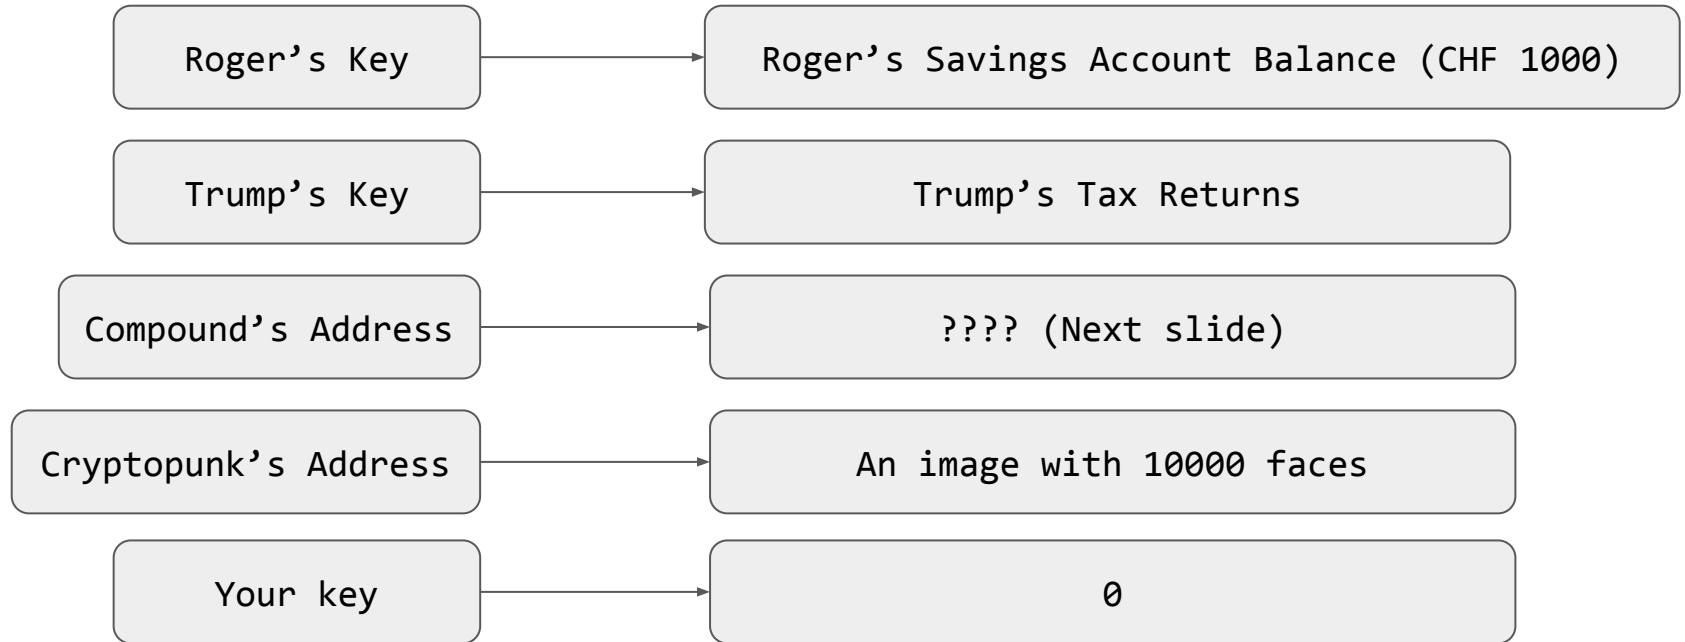 Roger’s Key
Roger’s Savings Account Balance (CHF 1000)
Trump’s Key
Trump’s Tax Returns
Compound’s Address
???? (Next slide)
Cryptopunk’s Address
An image with 10000 faces
Your key
0